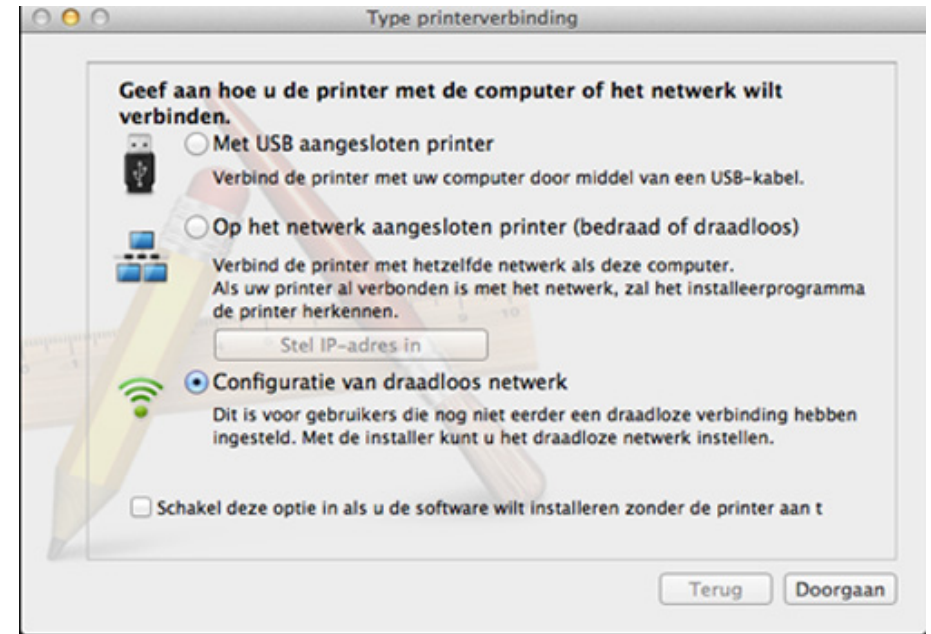 Type printerverbinding
Geef aan hoe u de printer met de computer of het netwerk wilt
verbinden.
Met USB aangesloten printer
Verbind de printer met uw computer door middel van een USB-kabel.
Op het netwerk aangesloten printer (bedraad of draadloos)
Verbind de printer met hetzelfde netwerk als deze computer.
Als uw printer al verbonden is met het netwerk, zal het installeerprogramma
de printer herkennen.
Stel IP-adres in
Configuratie van draadloos netwerk
Dit is voor gebruikers die nog niet eerder een draadloze verbinding hebben
ingesteld. Met de installer kunt u het draadloze netwerk instellen.
Schakel deze optie in als u de software wilt installeren zonder de printer aan t
Terug Doorgaan